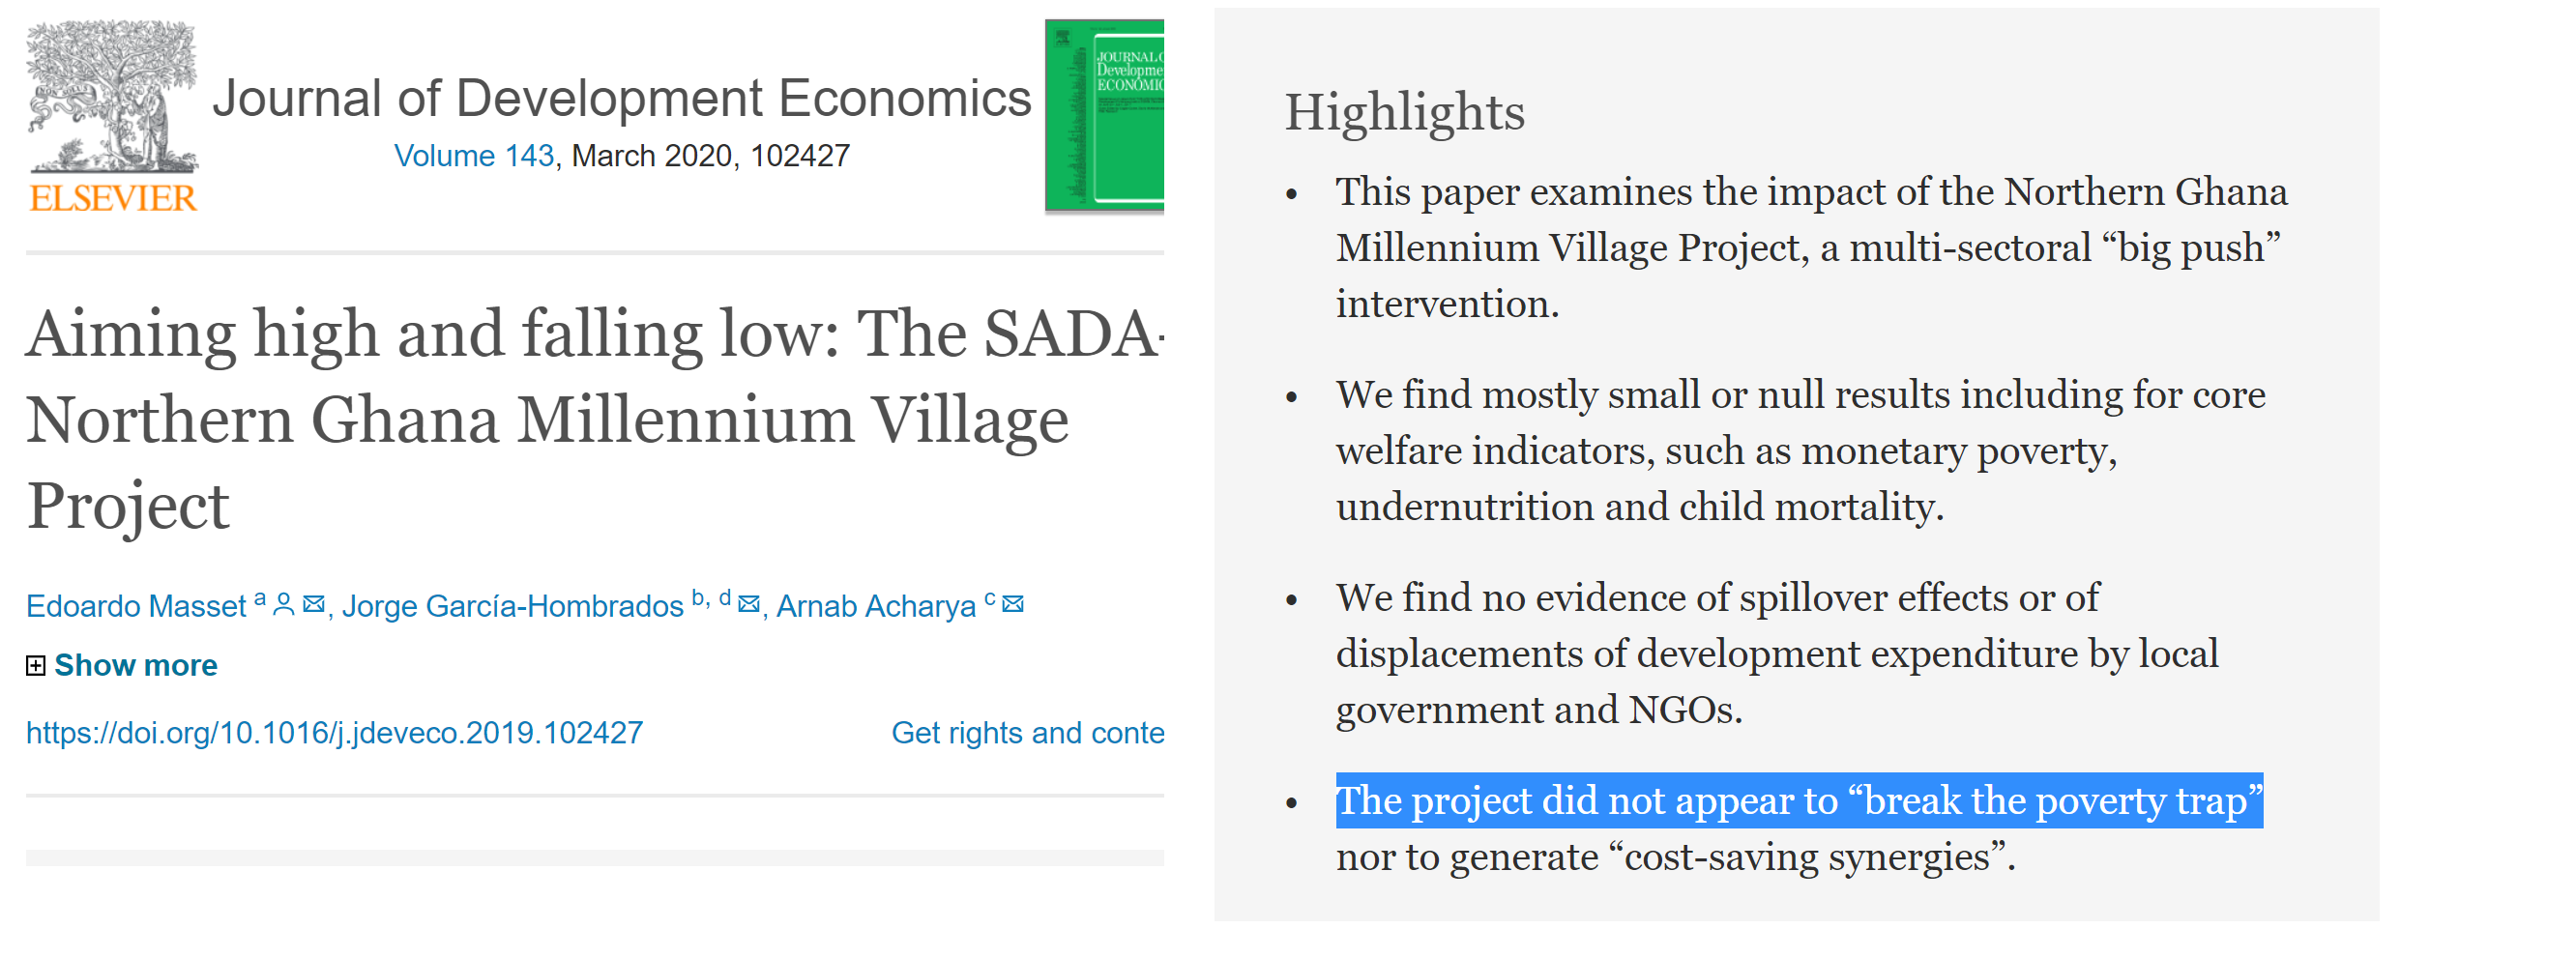 ELSEVIER
Journal of Development Economics
Volume 143, March 2020, 102427
JOURNAL
Developme
ECONOMIC
Aiming high and falling low: The SADA-
Northern Ghana Millennium Village
Project
Edoardo Masset a, Jorge García-Hombrados b, d, Arnab Acharya c
Show more
https://doi.org/10.1016/j.jdeveco.2019.102427
Get rights and conte
Highlights
• This paper examines the impact of the Northern Ghana
Millennium Village Project, a multi-sectoral “big push”
intervention.
• We find mostly small or null results including for core
welfare indicators, such as monetary poverty,
undernutrition and child mortality.
• We find no evidence of spillover effects or of
displacements of development expenditure by local
government and NGOs.
• The project did not appear to “break the poverty trap”
nor to generate “cost-saving synergies”.